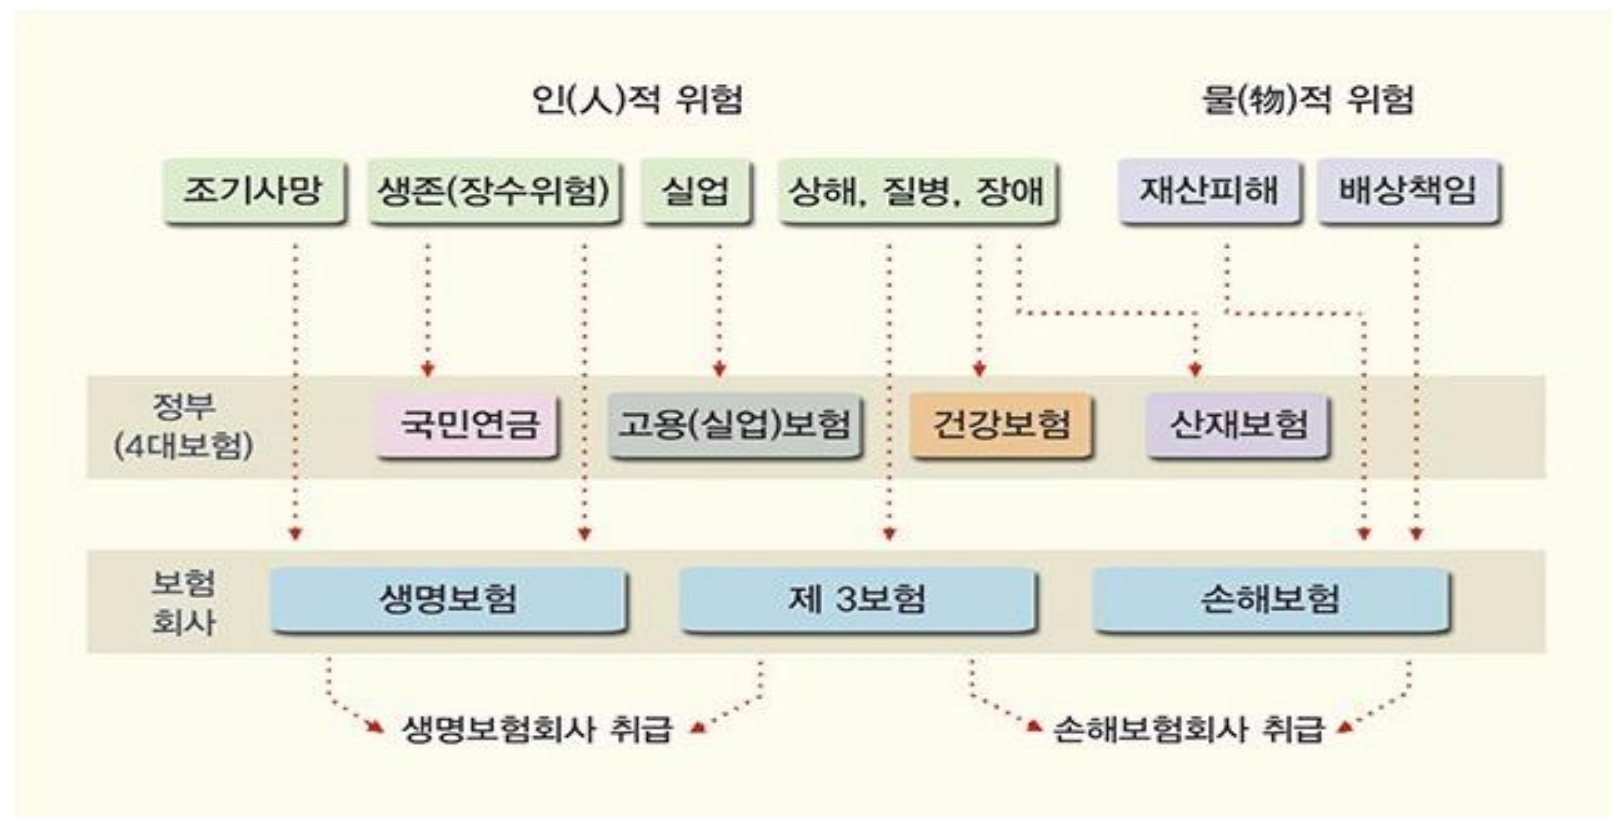 인(人)적 위험
물(物)적 위험
조기사망
생존(장수위험)
실업
상해, 질병, 장애
재산피해
배상책임
정부
(4대보험)
국민연금
고용(실업)보험
건강보험
산재보험
보험
회사
생명보험
제 3보험
손해보험
생명보험회사 취급
손해보험회사 취급